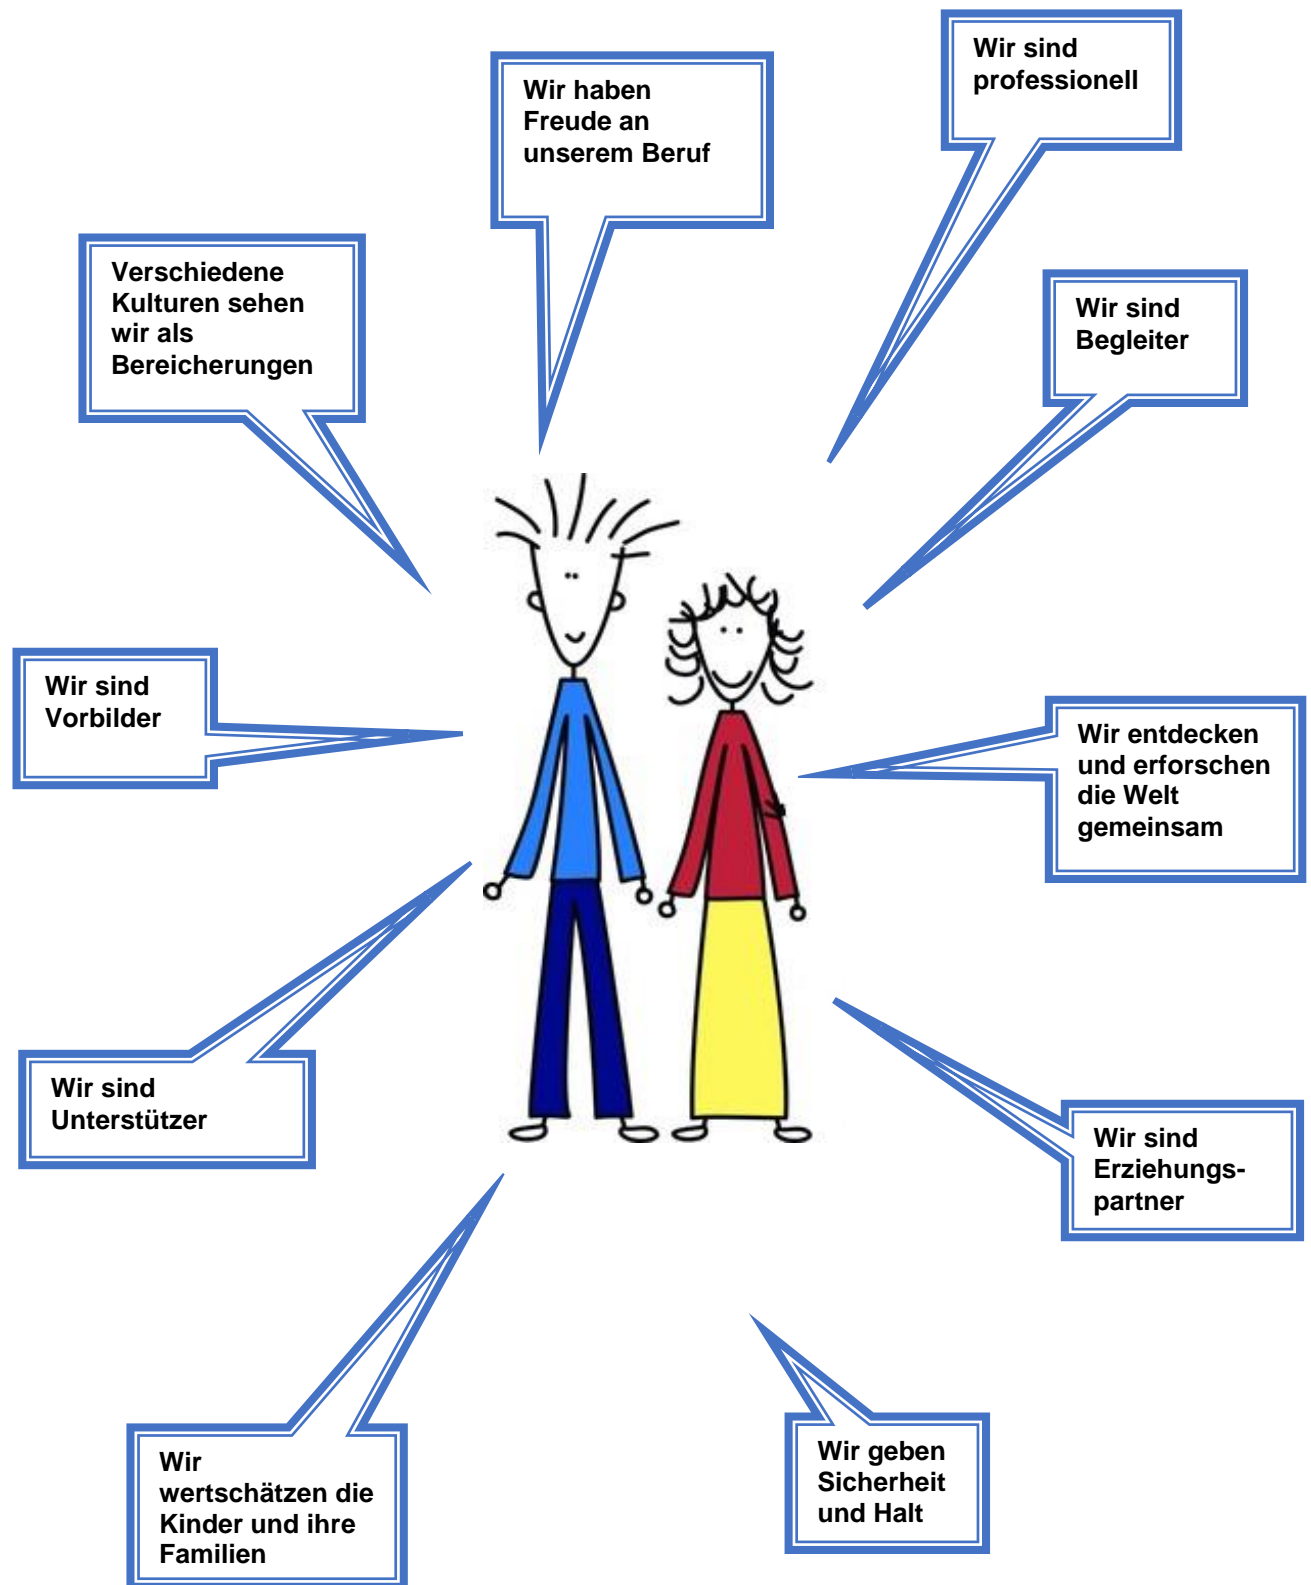 Wir sind
professionell
Wir haben
Freude an
unserem Beruf
Verschiedene
Kulturen sehen
wir als
Bereicherungen
Wir sind
Begleiter
Wir sind
Vorbilder
Wir entdecken
und erforschen
die Welt
gemeinsam
Wir sind
Unterstützer
Wir sind
Erziehungs-
partner
Wir
wertschätzen die
Kinder und ihre
Familien
Wir geben
Sicherheit
und Halt